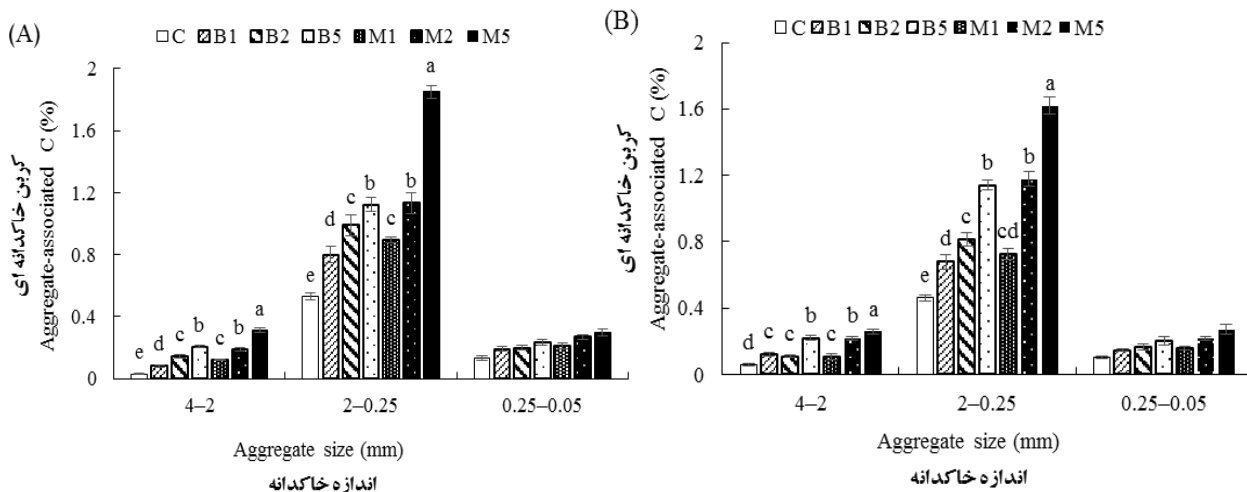 (A)
C B1 B2 B5 M1 M2 M5
2
1.6
1.2
0.8
0.4
0
کربن خاکدانه ای
Aggregate-associated C (%)
e d c b c b a
e d c b c b a
4–2 2–0.25 0.25–0.05
Aggregate size (mm)
اندازه خاکدانه
(B)
C B1 B2 B5 M1 M2 M5
2
1.6
1.2
0.8
0.4
0
کربن خاکدانه ای
Aggregate-associated C (%)
d c c b c b a
e d c b cd b a
4–2 2–0.25 0.25–0.05
Aggregate size (mm)
اندازه خاکدانه